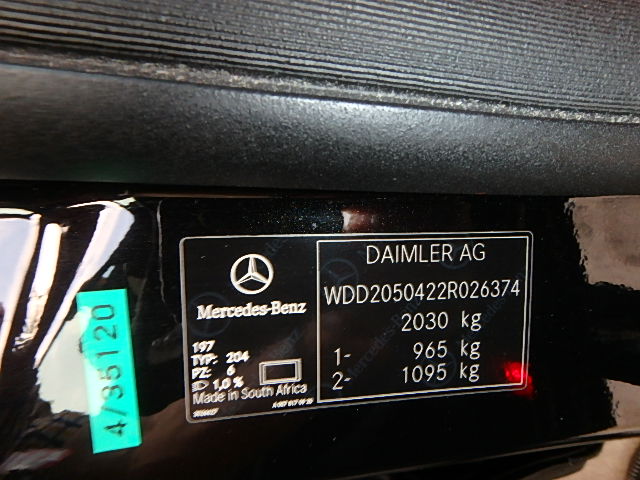 DAIMLER AG
WDD2050422R026374
2030 kg
1- 965 kg
2- 1095 kg
Mercedes-Benz
197
TYP: 204
PZ: 6
1,0 %
Made in South Africa
4/35120